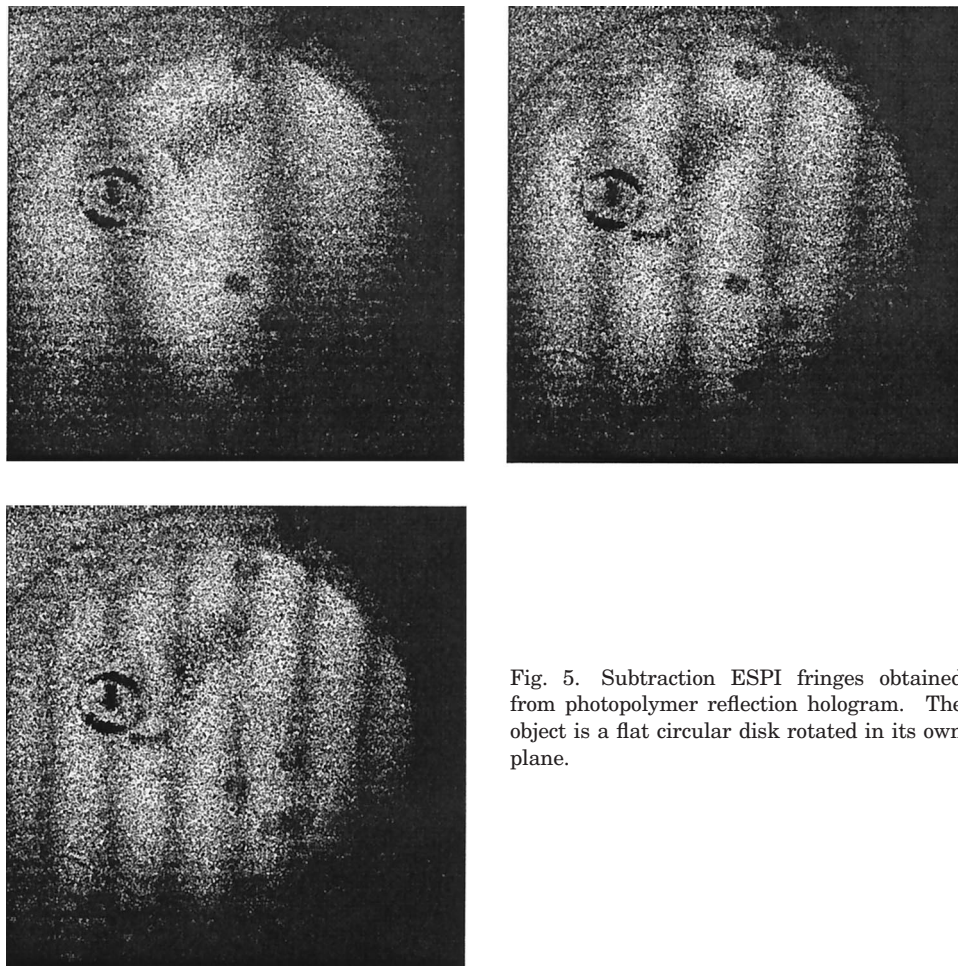 Fig. 5. Subtraction ESPI fringes obtained
from photopolymer reflection hologram. The
object is a flat circular disk rotated in its own
plane.